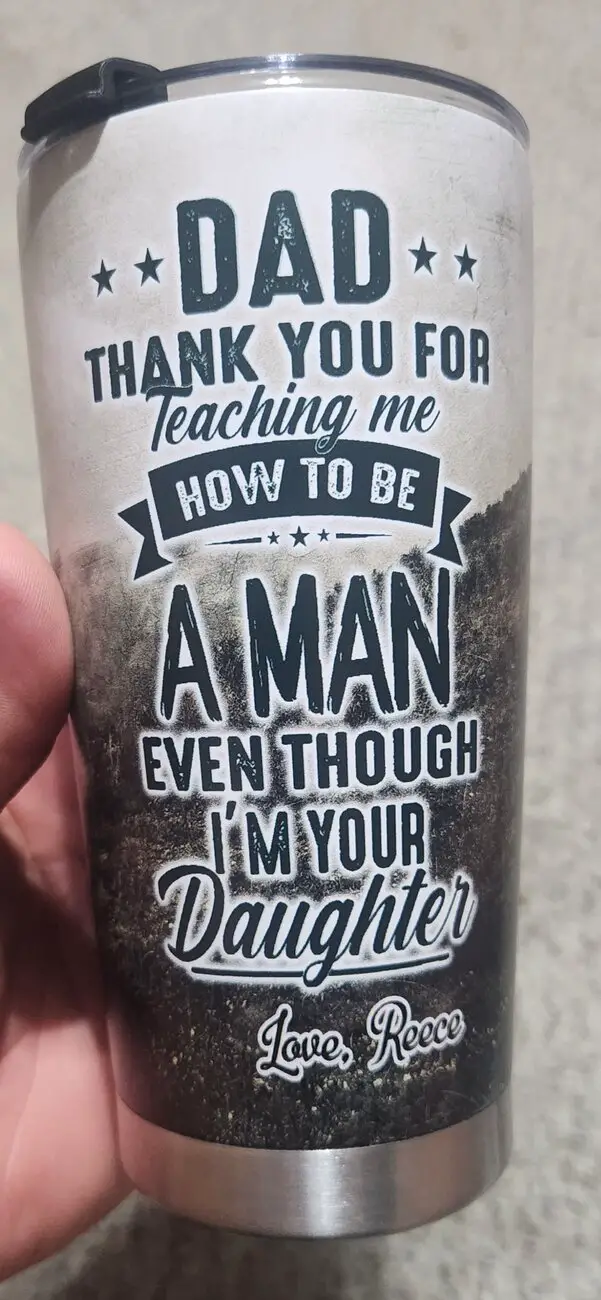 DAD
THANK YOU FOR
Teaching me
HOW TO BE
A MAN
EVEN THOUGH
I'M YOUR
Daughter
Love, Reece